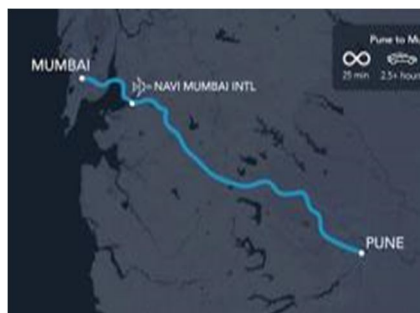 Pune to Mu
MUMBAI
NAVI MUMBAI INTL
25 min 2.5+ hours
PUNE